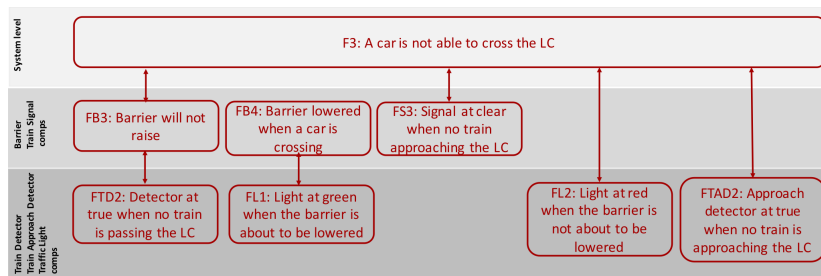 System level
F3: A car is not able to cross the LC
Barrier
Train Signal
comps
FB3: Barrier will not
raise
FB4: Barrier lowered
when a car is
crossing
FS3: Signal at clear
when no train
approaching the LC
Train Detector
Train Approach Detector
Traffic Light
comps
FTD2: Detector at
true when no train
is passing the LC
FL1: Light at green
when the barrier is
about to be lowered
FL2: Light at red
when the barrier is
not about to be
lowered
FTAD2: Approach
detector at true
when no train is
approaching the LC